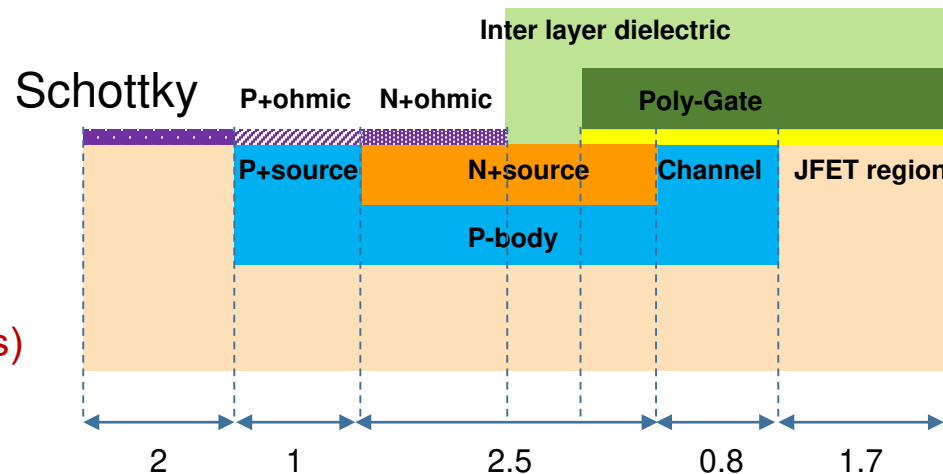 Inter layer dielectric
Schottky
P+ohmic
N+ohmic
Poly-Gate
P+source
N+source
Channel
JFET region
P-body
s)
2
1
2.5
0.8
1.7